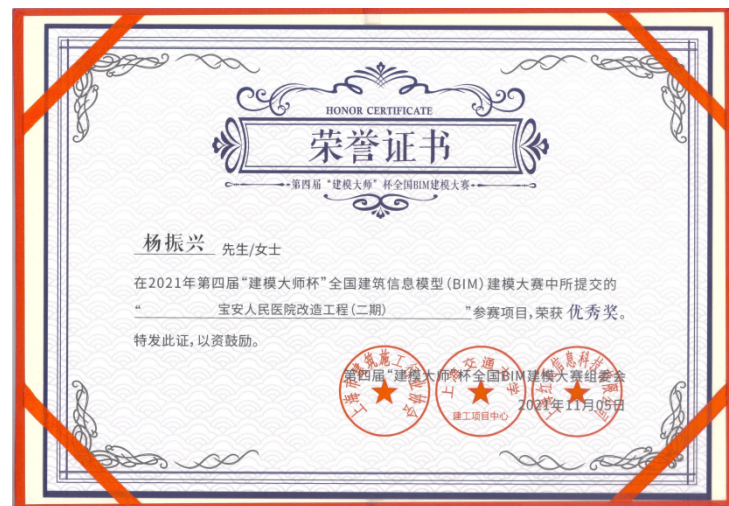 HONOR CERTIFICATE
荣誉证书
第四届“建模大师”杯全国BIM建模大赛
杨振兴 先生/女士
在2021年第四届“建模大师杯”全国建筑信息模型(BIM)建模大赛中所提交的
“ 宝安人民医院改造工程(二期) ”参赛项目,荣获 优秀奖。
特发此证,以资鼓励。
第四届“建模大师”杯全国BIM建模大赛组委会
2021年11月05日
建工项目中心